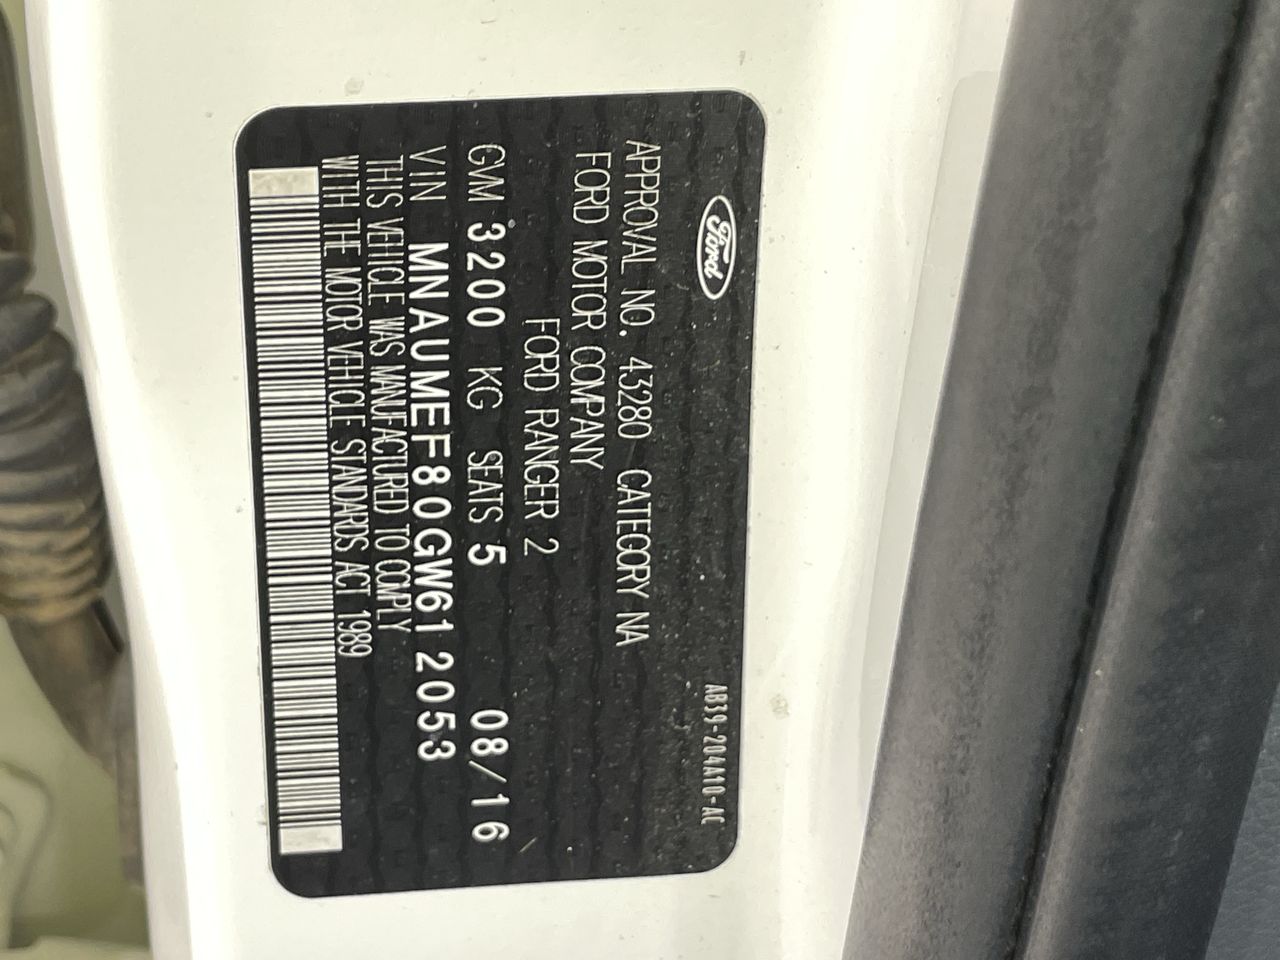 Ford
AB39-204A10-AC
APPROVAL NO. 43280 CATEGORY NA
FORD MOTOR COMPANY
FORD RANGER 2
GVM 3200 KG SEATS 5 08/16
VIN MNAUMEF80GW612053
THIS VEHICLE WAS MANUFACTURED TO COMPLY
WITH THE MOTOR VEHICLE STANDARDS ACT 1989